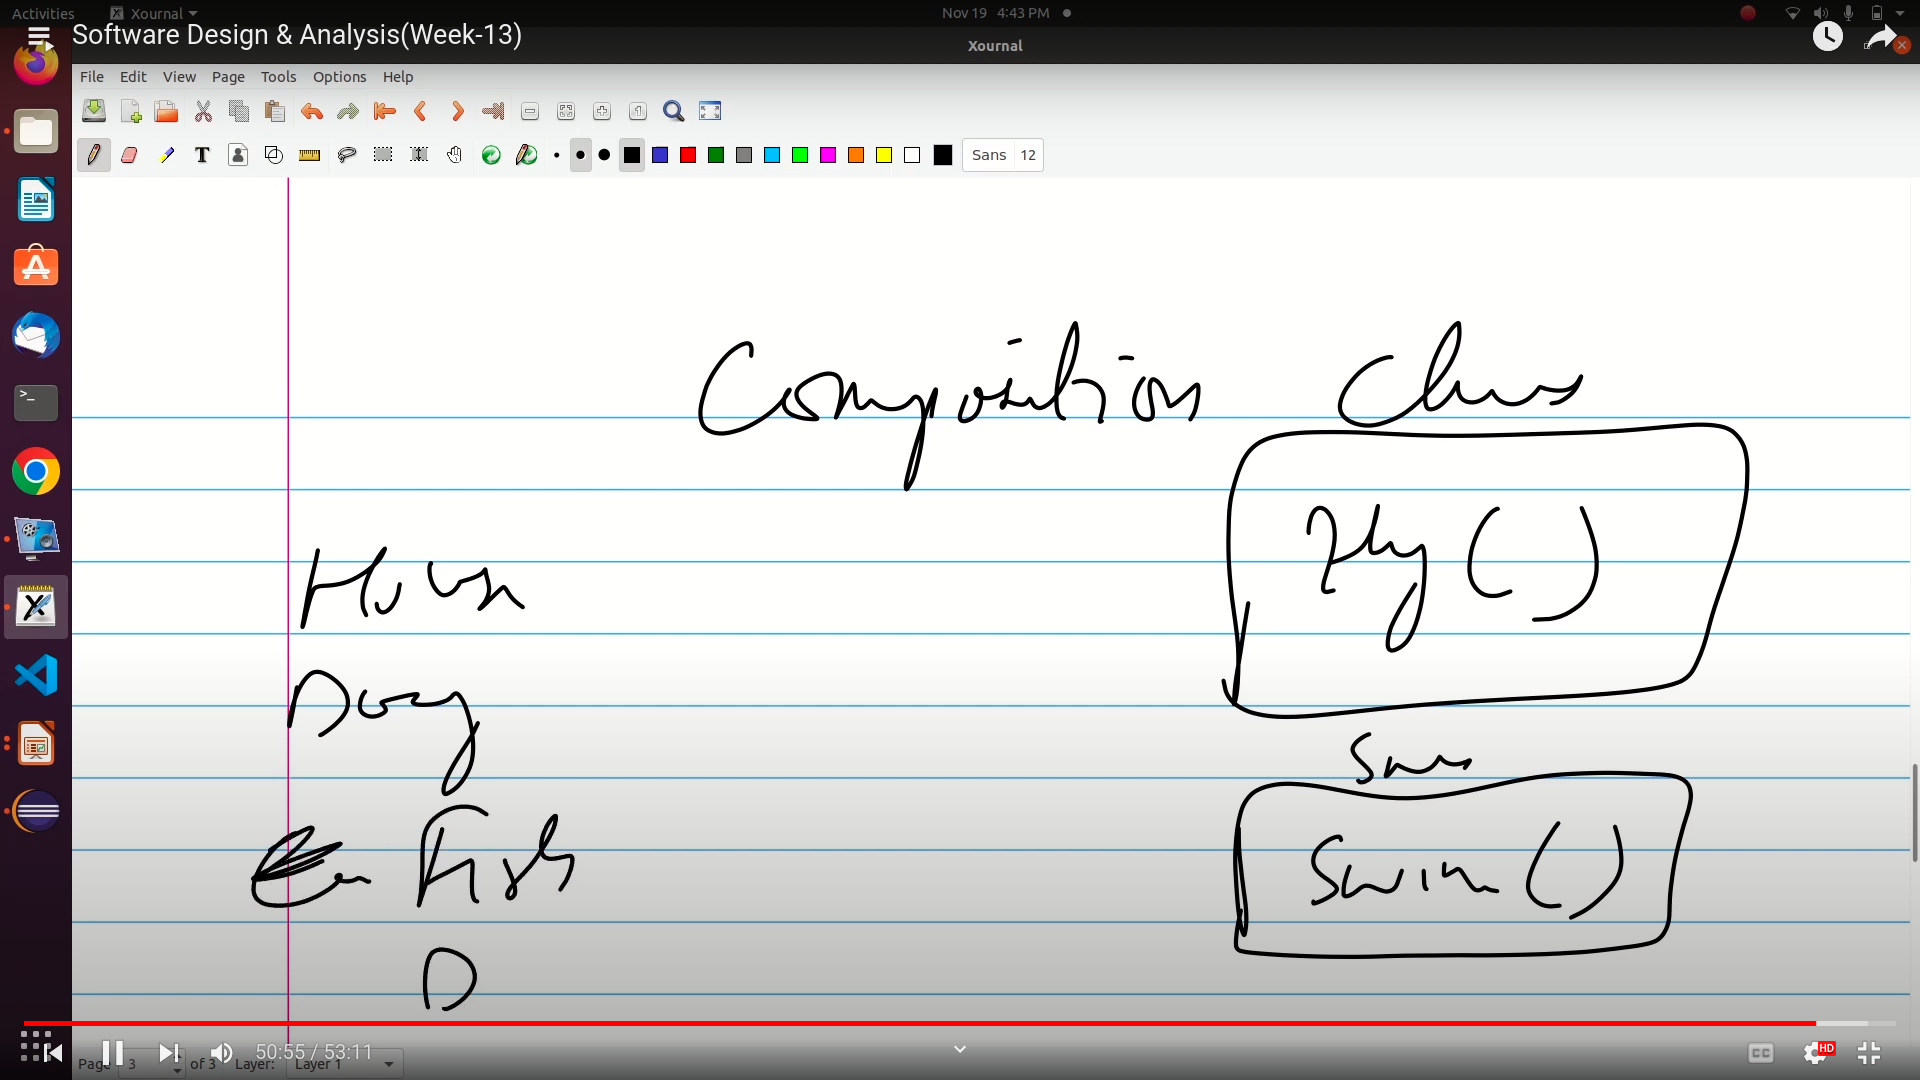 Activities Xournal Nov 19 4:43 PM
Software Design & Analysis(Week-13)
Xournal
File Edit View Page Tools Options Help
T Sans 12
Composition Class
Fly ( )
Human
Dog
Swim
Fish
Swim ( )
D
50:55 / 53:11
CC HD
Page 3 of 3 Layer: Layer 1